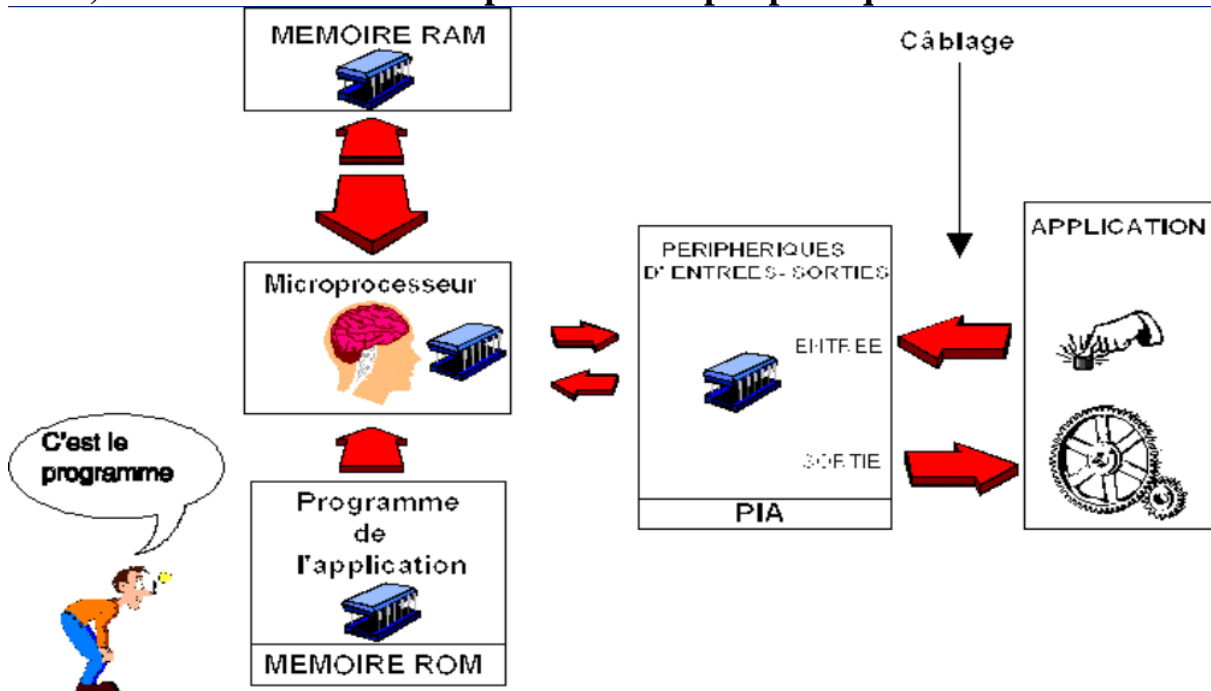 MEMOIRE RAM
Câblage
APPLICATION
PERIPHERIQUES
D'ENTREES-SORTIES
Microprocesseur
ENTREE
C'est le
programme
SORTIE
Programme
de
l'application
PIA
MEMOIRE ROM